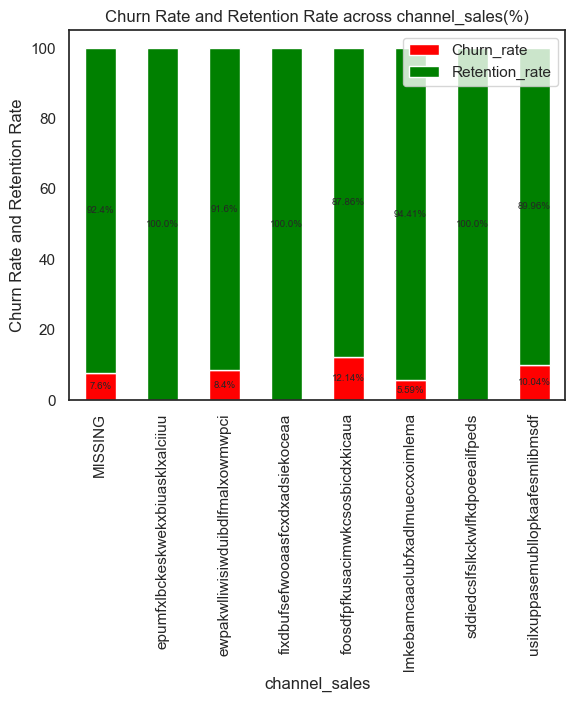 Churn Rate and Retention Rate across channel_sales(%)
Churn Rate and Retention Rate
100
80
60
40
20
0
Churn_rate
Retention_rate
92.4%
100.0%
91.6%
100.0%
87.86%
94.41%
100.0%
89.96%
7.6%
8.4%
12.14%
5.59%
10.04%
MISSING
epumfxlbckeskwekxbiuasklxalciiuu
ewpakwlliwisiwduibdlfmalxowmwpci
fixdbufsefwooaasfcxdxadsiekoceaa
foosdfpfkusacimwkcsosbicdxkicaua
lmkebamcaaclubfxadlmueccxoimlema
sddiedcslfslkckwlfkdpoeeailfpeds
usilxuppasemubllopkaafesmlibmsdf
channel_sales